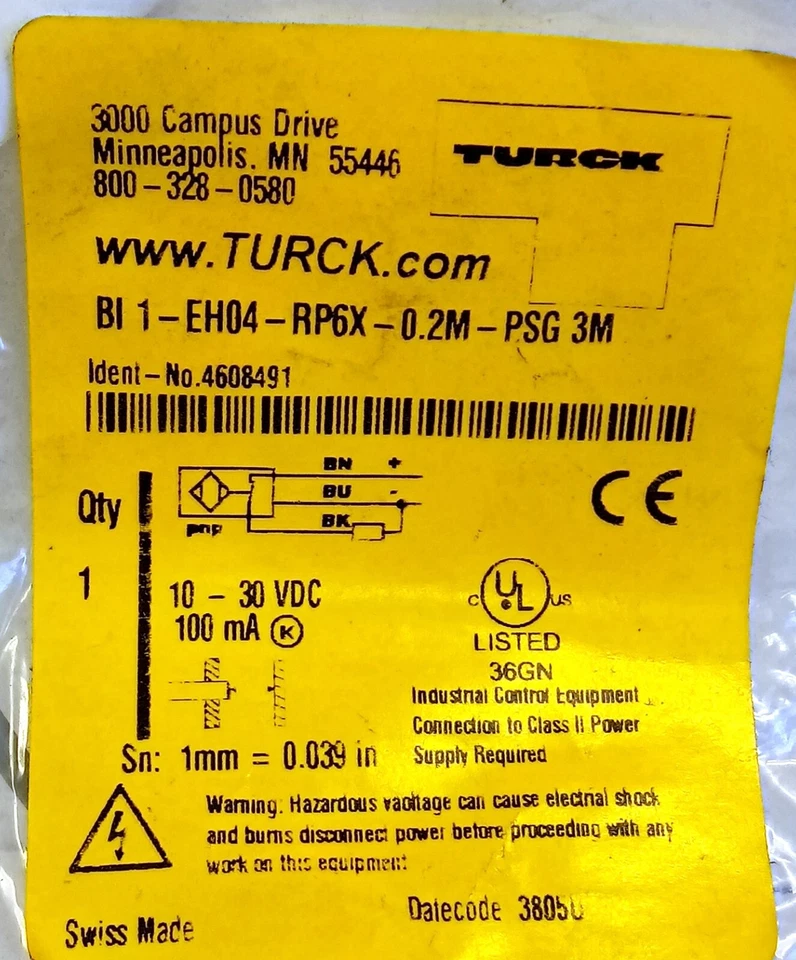 3000 Campus Drive
Minneapolis. MN 55446
800-328-0580
TURCK
www.TURCK.com
BI 1-EH04-RP6X-0.2M-PSG 3M
Ident-No.4608491
Qty
1
BN +
BU -
BK
pnp
10 - 30 VDC
100 mA K
CE
c UL us
LISTED
36GN
Industrial Control Equipment
Connection to Class II Power
Supply Required
Sn: 1mm = 0.039 in
Warning: Hazardous vaoltage can cause electrial shock
and burns disconnect power before proceeding with any
work on this equipment
Datecode
Swiss Made